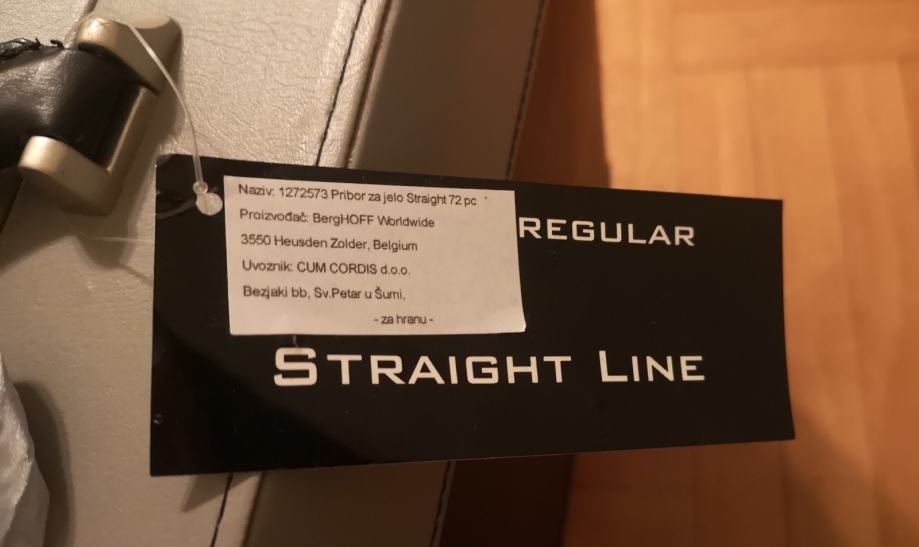 Naziv: 1272573 Pribor za jelo Straight 72 pc
Proizvođač: BergHOFF Worldwide
3550 Heusden Zolder, Belgium
Uvoznik: CUM CORDIS d.o.o.
Bezjaki bb, Sv.Petar u Šumi,
- za hranu -
REGULAR
STRAIGHT LINE